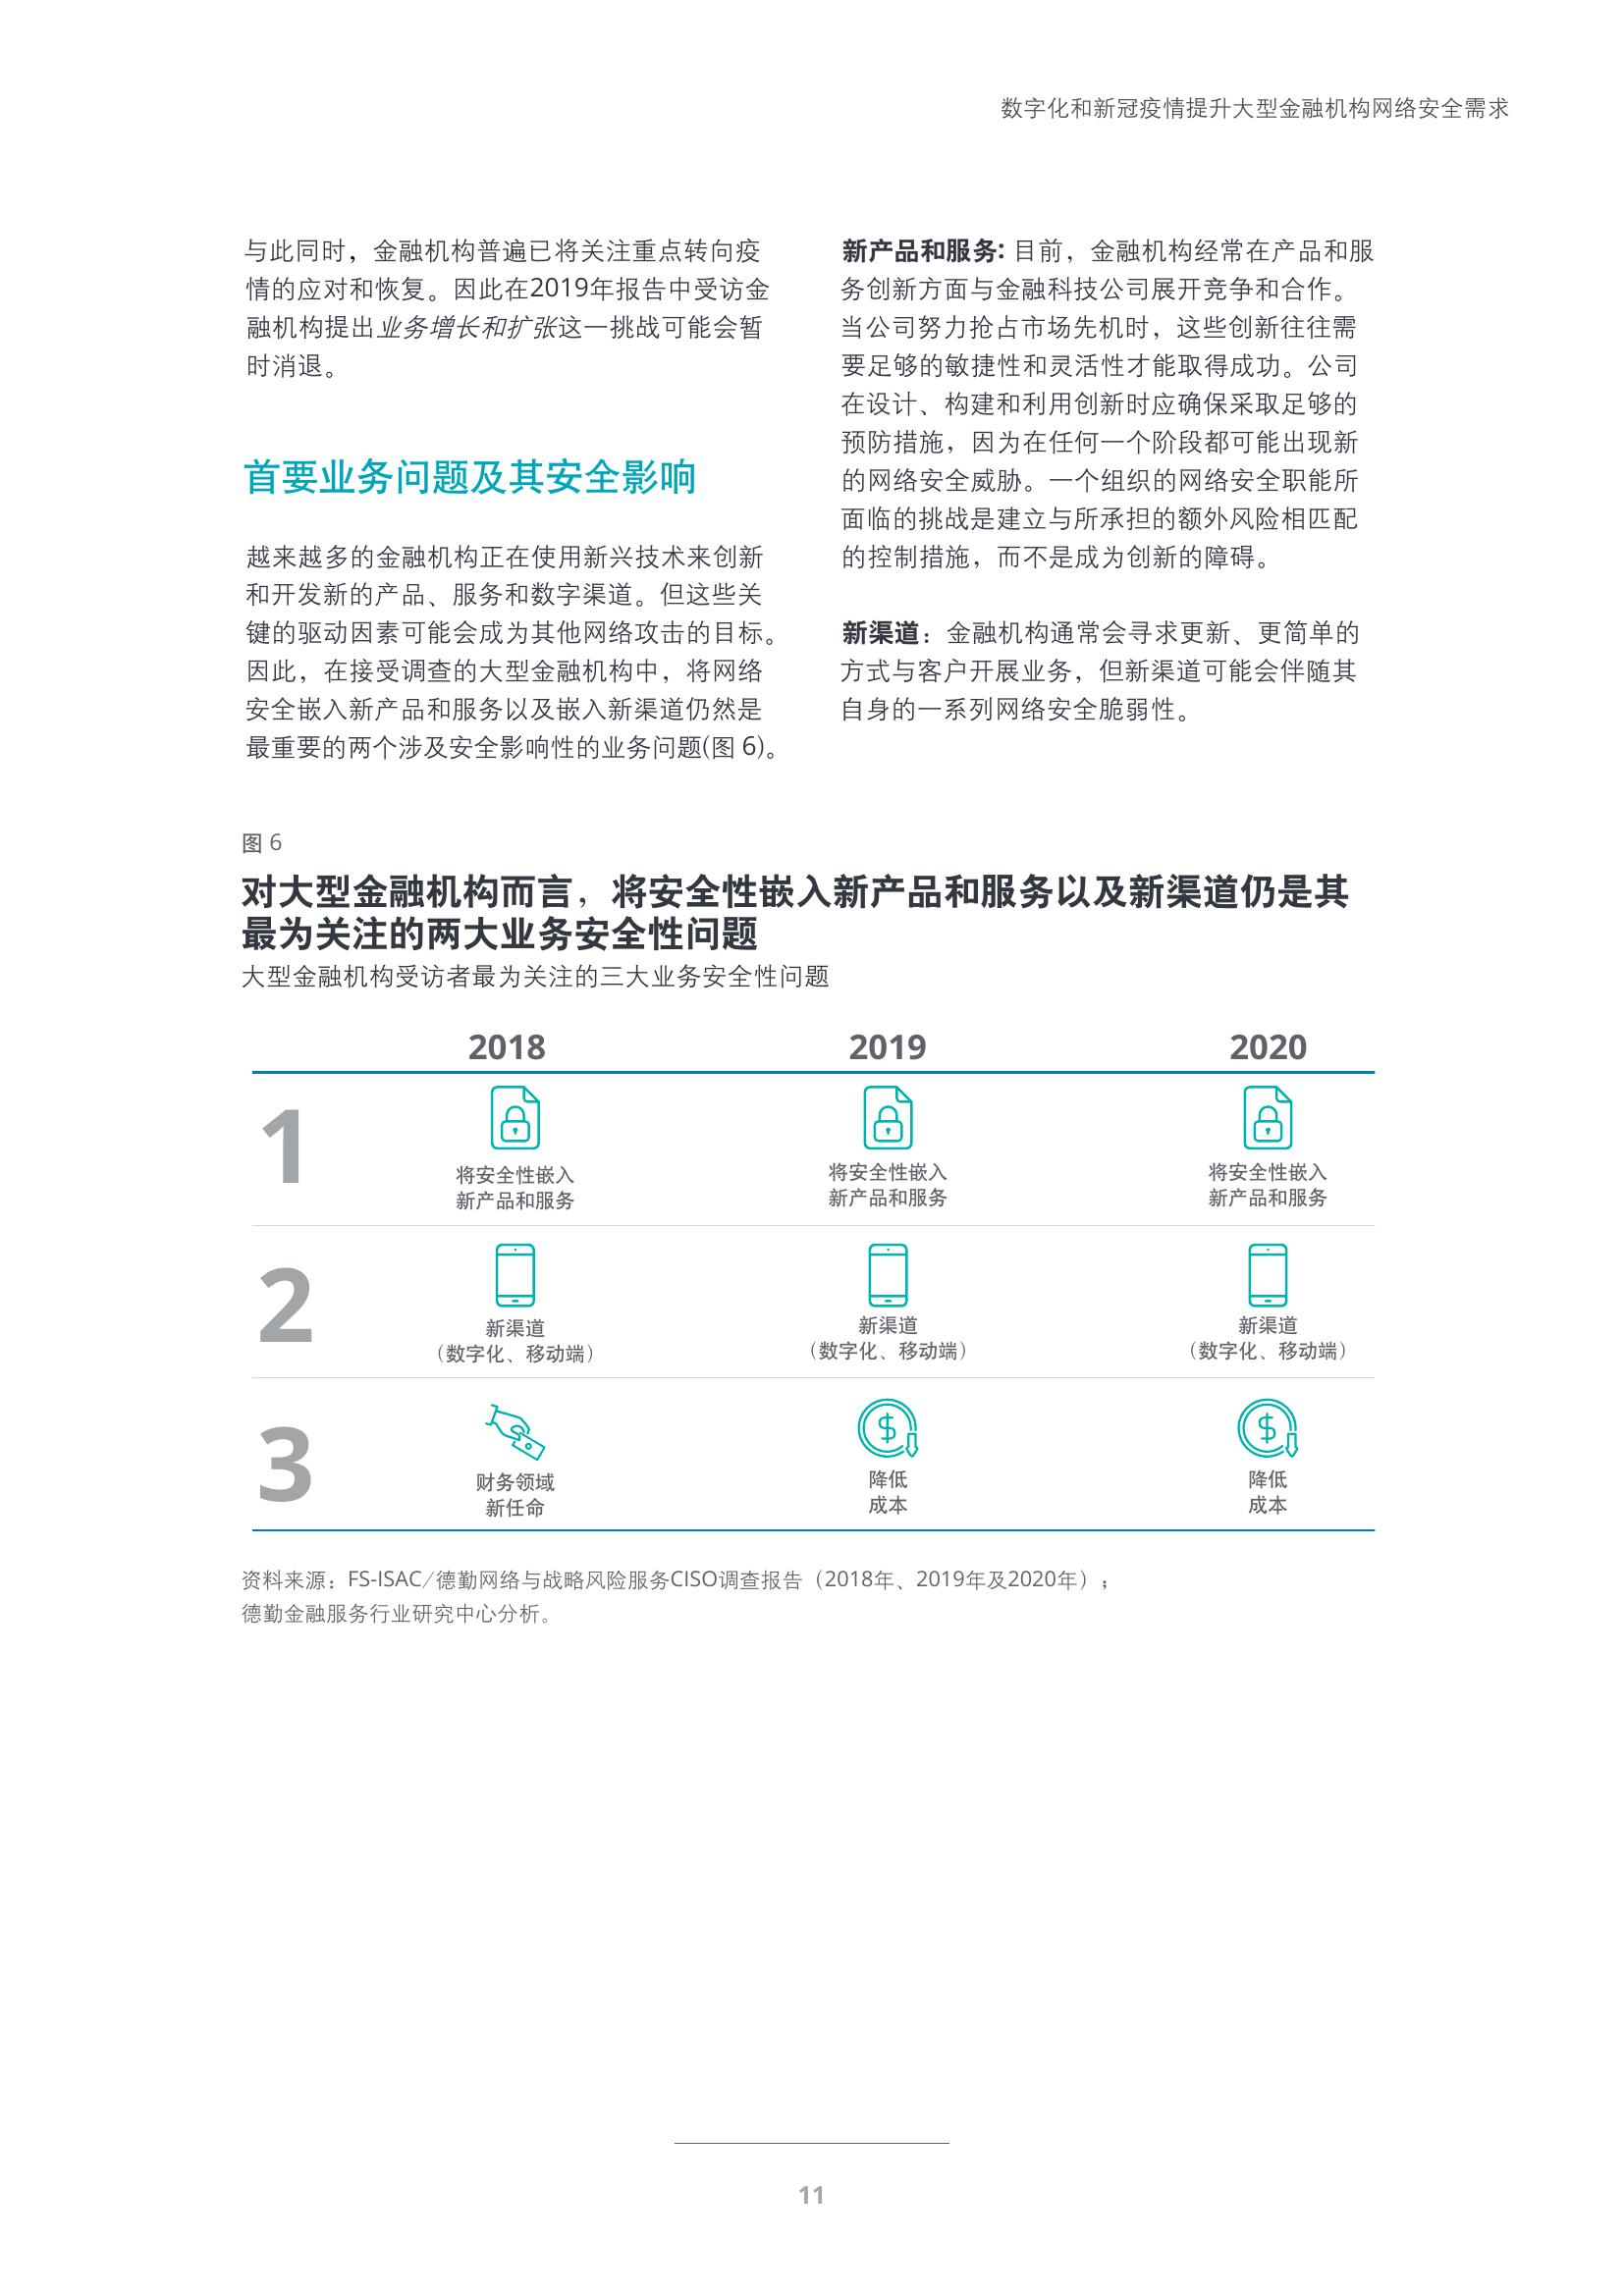 数字化和新冠疫情提升大型金融机构网络安全需求
与此同时，金融机构普遍已将关注重点转向疫
情的应对和恢复。因此在2019年报告中受访金
融机构提出业务增长和扩张这一挑战可能会暂
时消退。
首要业务问题及其安全影响
越来越多的金融机构正在使用新兴技术来创新
和开发新的产品、服务和数字渠道。但这些关
键的驱动因素可能会成为其他网络攻击的目标。
因此，在接受调查的大型金融机构中，将网络
安全嵌入新产品和服务以及嵌入新渠道仍然是
最重要的两个涉及安全影响性的业务问题(图 6)。
新产品和服务: 目前，金融机构经常在产品和服
务创新方面与金融科技公司展开竞争和合作。
当公司努力抢占市场先机时，这些创新往往需
要足够的敏捷性和灵活性才能取得成功。公司
在设计、构建和利用创新时应确保采取足够的
预防措施，因为在任何一个阶段都可能出现新
的网络安全威胁。一个组织的网络安全职能所
面临的挑战是建立与所承担的额外风险相匹配
的控制措施，而不是成为创新的障碍。
新渠道：金融机构通常会寻求更新、更简单的
方式与客户开展业务，但新渠道可能会伴随其
自身的一系列网络安全脆弱性。
图 6
对大型金融机构而言，将安全性嵌入新产品和服务以及新渠道仍是其
最为关注的两大业务安全性问题
大型金融机构受访者最为关注的三大业务安全性问题
2018 2019 2020
1
将安全性嵌入 将安全性嵌入 将安全性嵌入
新产品和服务 新产品和服务 新产品和服务
2
新渠道 新渠道 新渠道
（数字化、移动端） （数字化、移动端） （数字化、移动端）
3
财务领域 降低 降低
新任命 成本 成本
资料来源：FS-ISAC/德勤网络与战略风险服务CISO调查报告（2018年、2019年及2020年）；
德勤金融服务行业研究中心分析。
11